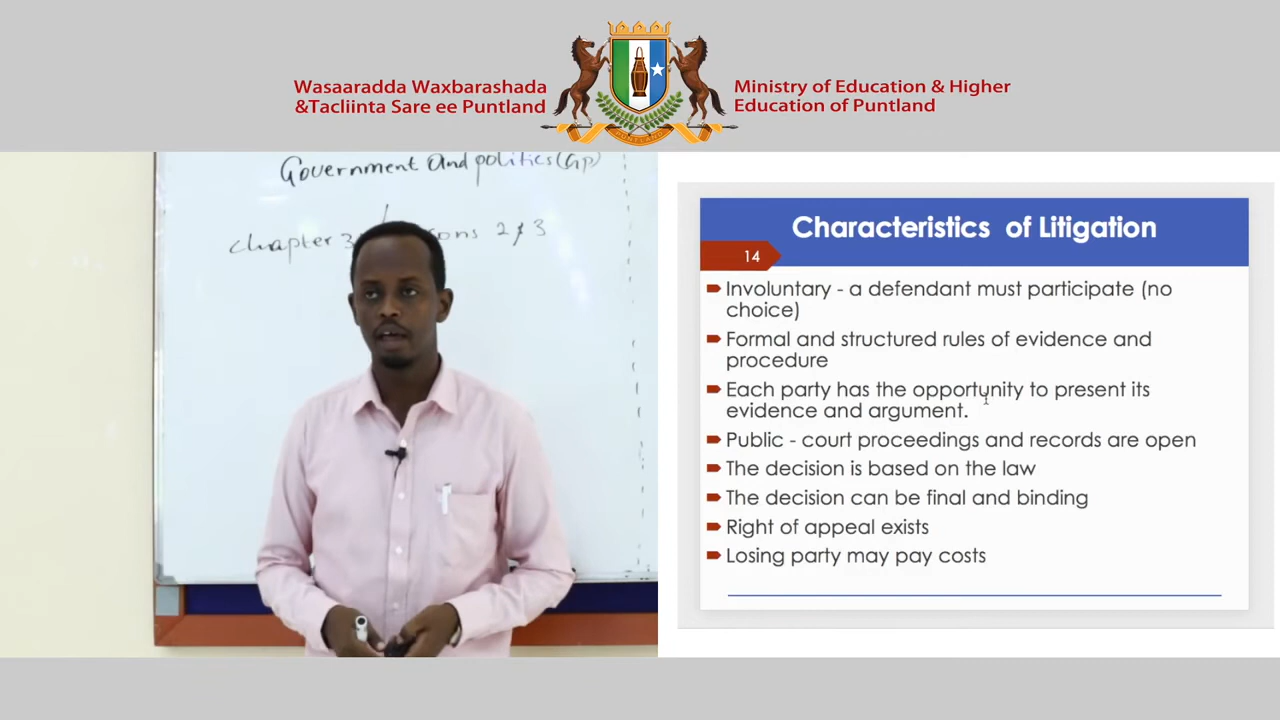 Wasaaradda Waxbarashada
&Tacliinta Sare ee Puntland
Ministry of Education & Higher
Education of Puntland
PUNTLAND
Government and politics(Gp)
chapter 3 sons 2 & 3
Characteristics of Litigation
14
Involuntary - a defendant must participate (no
choice)
Formal and structured rules of evidence and
procedure
Each party has the opportunity to present its
evidence and argument.
Public - court proceedings and records are open
The decision is based on the law
The decision can be final and binding
Right of appeal exists
Losing party may pay costs